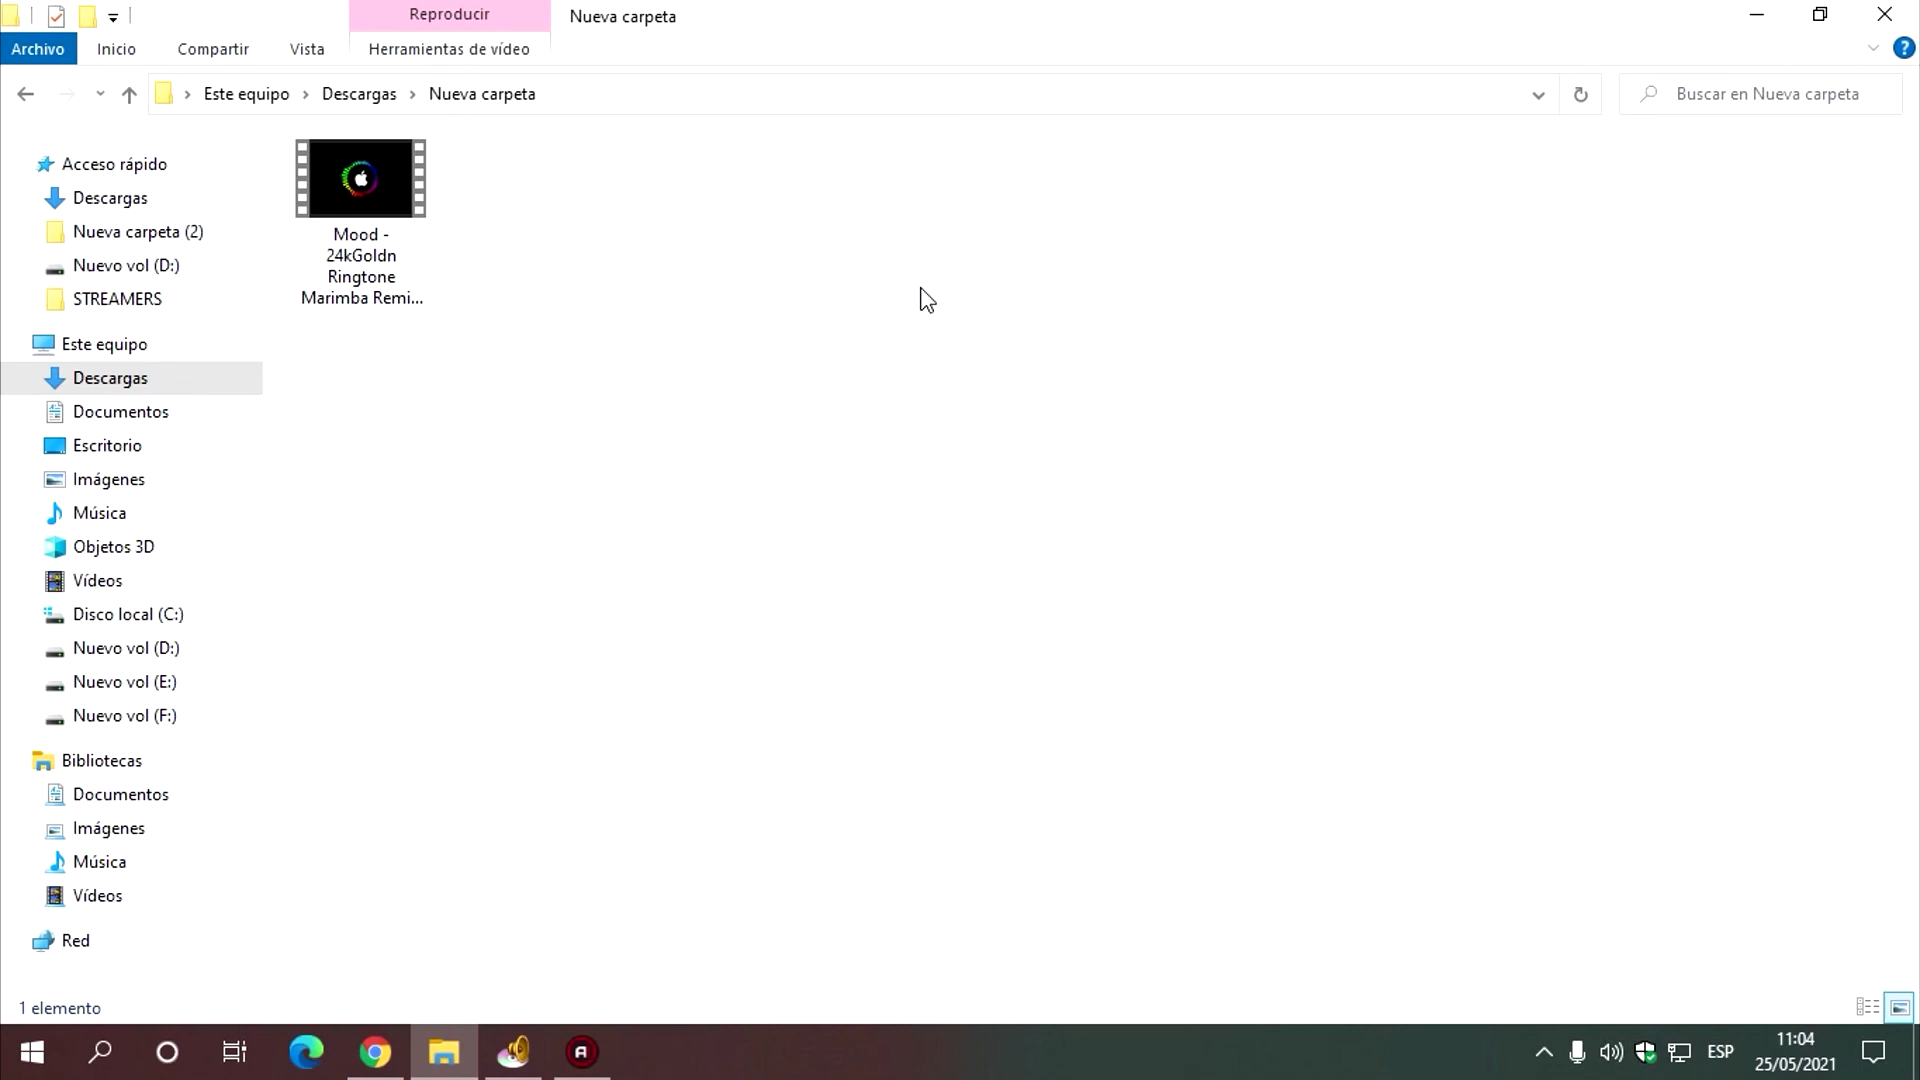 Reproducir
Nueva carpeta
Archivo
Inicio
Compartir
Vista
Herramientas de vídeo
Este equipo
Descargas
Nueva carpeta
Buscar en Nueva carpeta
Acceso rápido
Descargas
Nueva carpeta (2)
Nuevo vol (D:)
STREAMERS
Este equipo
Descargas
Documentos
Escritorio
Imágenes
Música
Objetos 3D
Vídeos
Disco local (C:)
Nuevo vol (D:)
Nuevo vol (E:)
Nuevo vol (F:)
Bibliotecas
Documentos
Imágenes
Música
Vídeos
Red
Mood -
24kGoldn
Ringtone
Marimba Remi...
1 elemento
A
ESP
11:04
25/05/2021